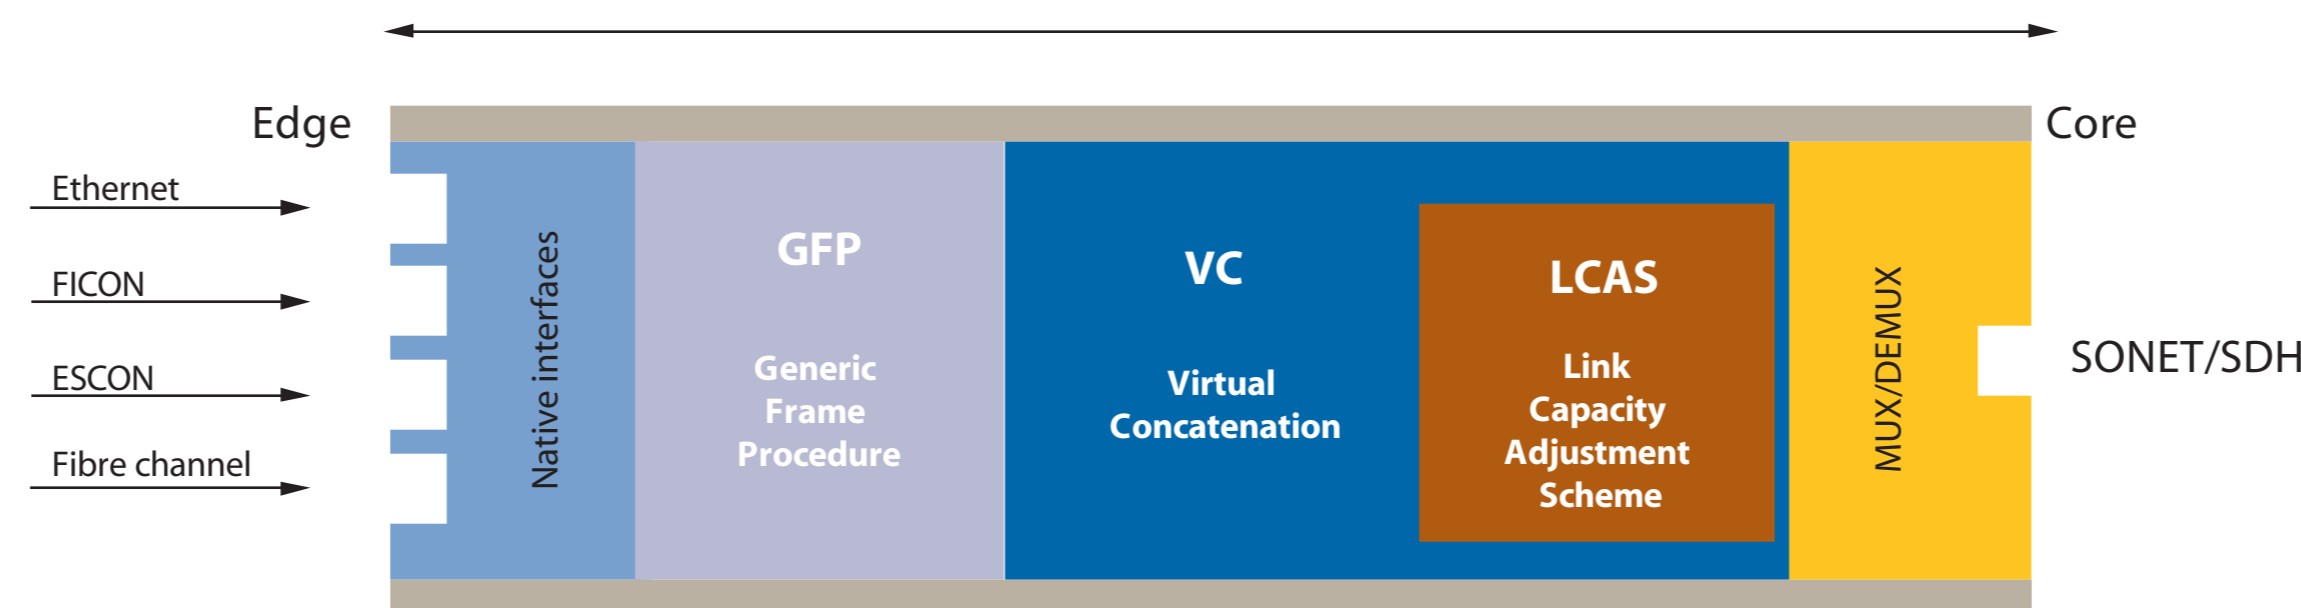 Edge
Core
Ethernet
FICON
ESCON
Fibre channel
Native interfaces
GFP
Generic
Frame
Procedure
VC
Virtual
Concatenation
LCAS
Link
Capacity
Adjustment
Scheme
MUX/DEMUX
SONET/SDH